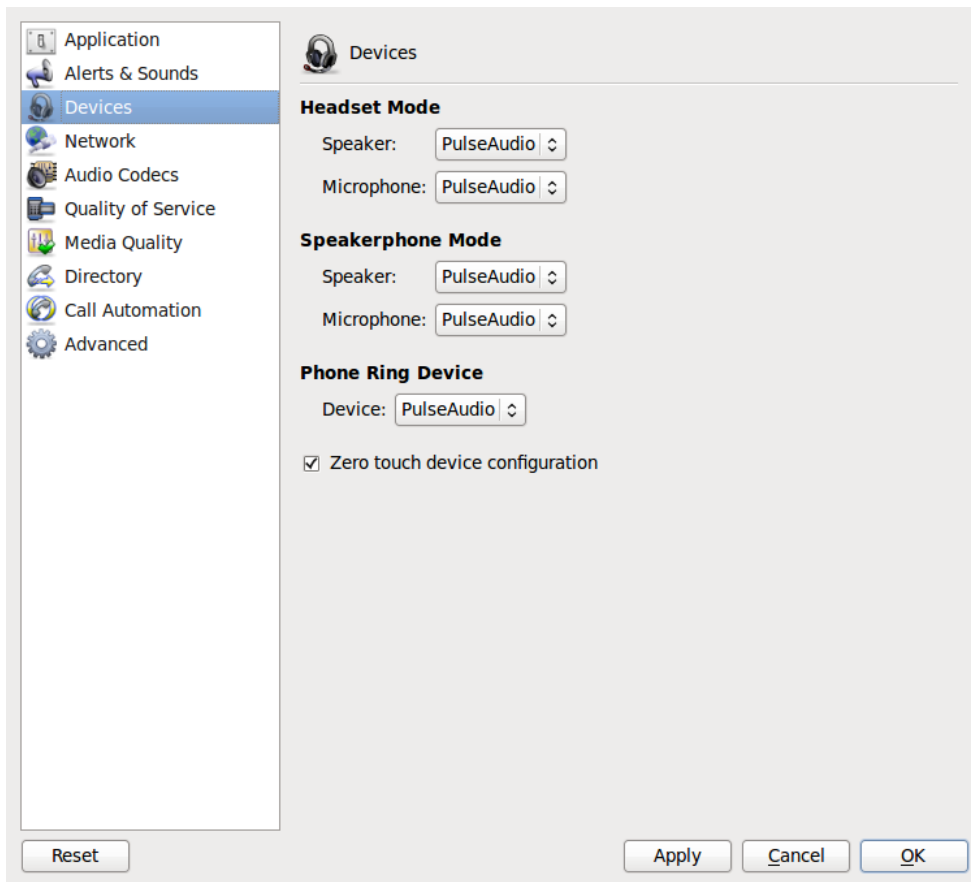 Application
Alerts & Sounds
Devices
Network
Audio Codecs
Quality of Service
Media Quality
Directory
Call Automation
Advanced
Devices
Headset Mode
Speaker: PulseAudio
Microphone: PulseAudio
Speakerphone Mode
Speaker: PulseAudio
Microphone: PulseAudio
Phone Ring Device
Device: PulseAudio
Zero touch device configuration
Reset Apply Cancel OK